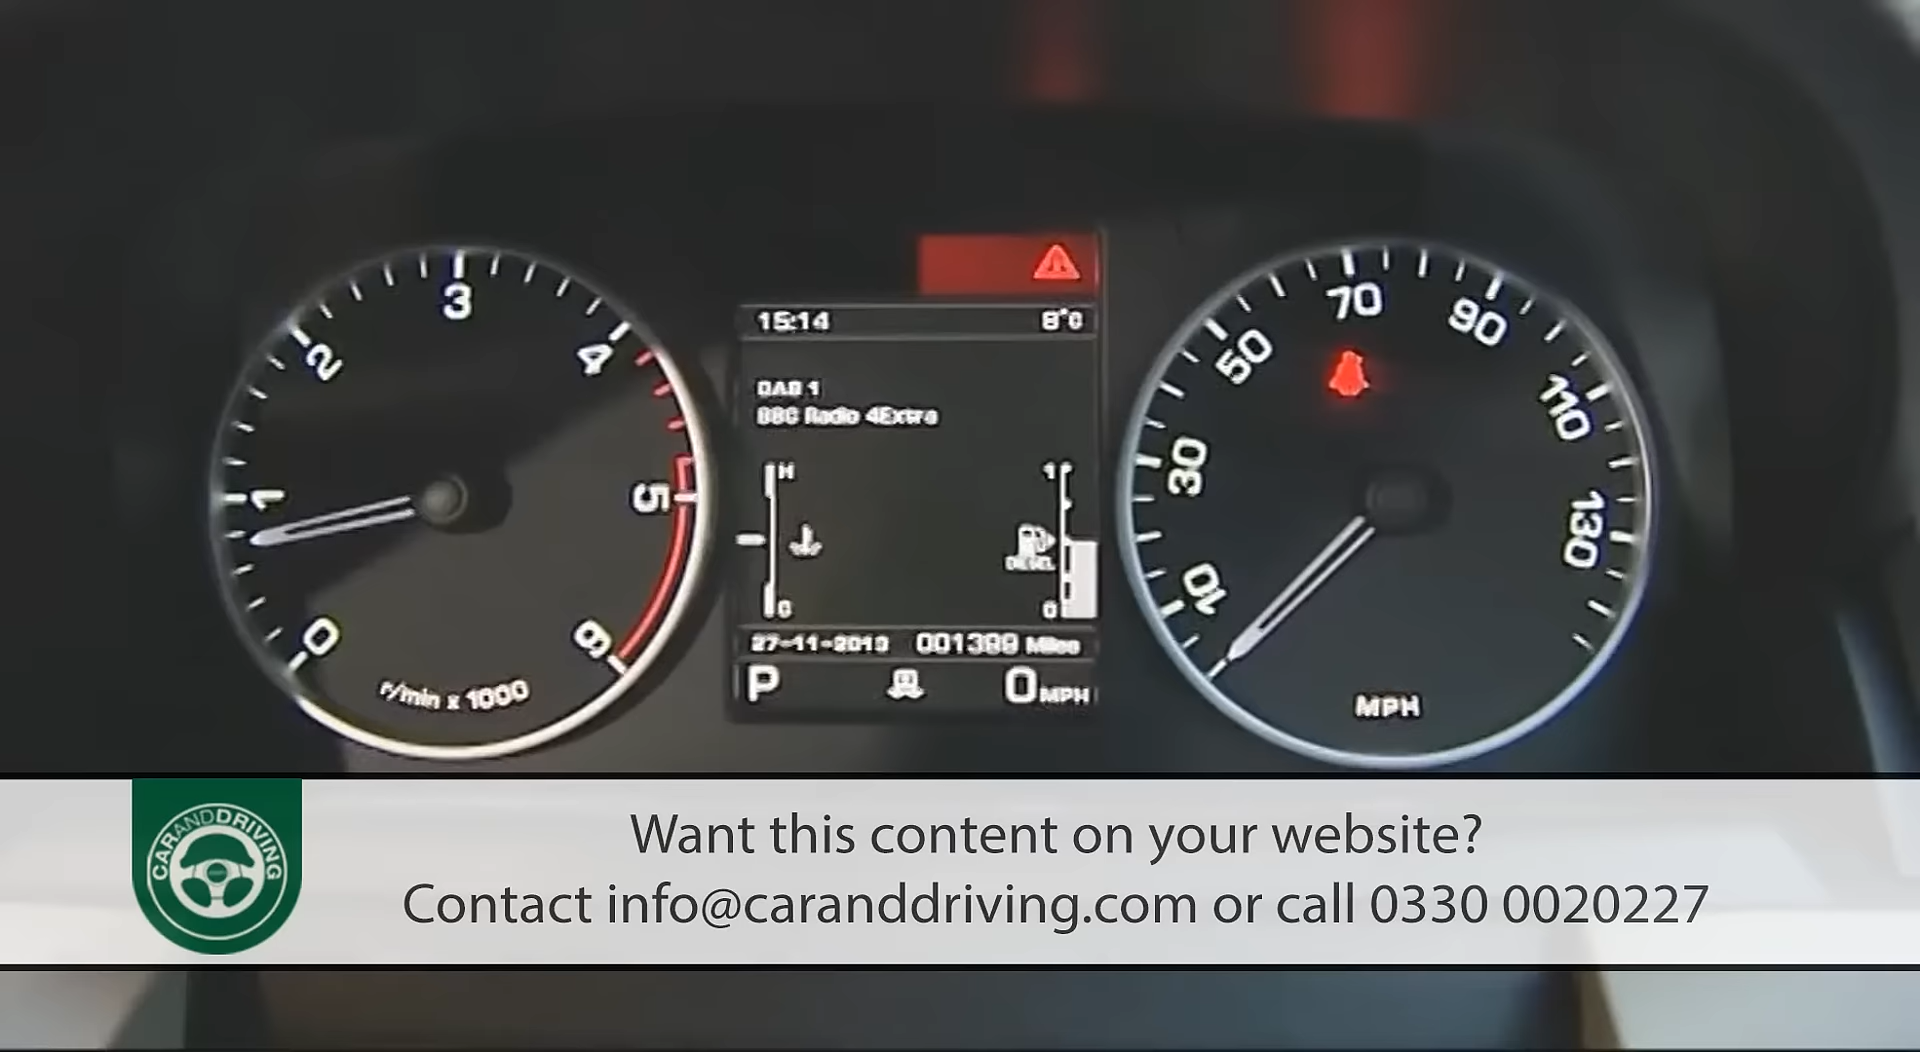 3
2
4
1
5
0
6
r/min x 1000
15:14 8°C
DAB 1
BBC Radio 4Extra
H
1
DIESEL
C
0
27-11-2013 001399 Miles
P
0 MPH
70
50
90
30
110
10
130
MPH
CARANDDRIVING
Want this content on your website?
Contact info@caranddriving.com or call 0330 0020227